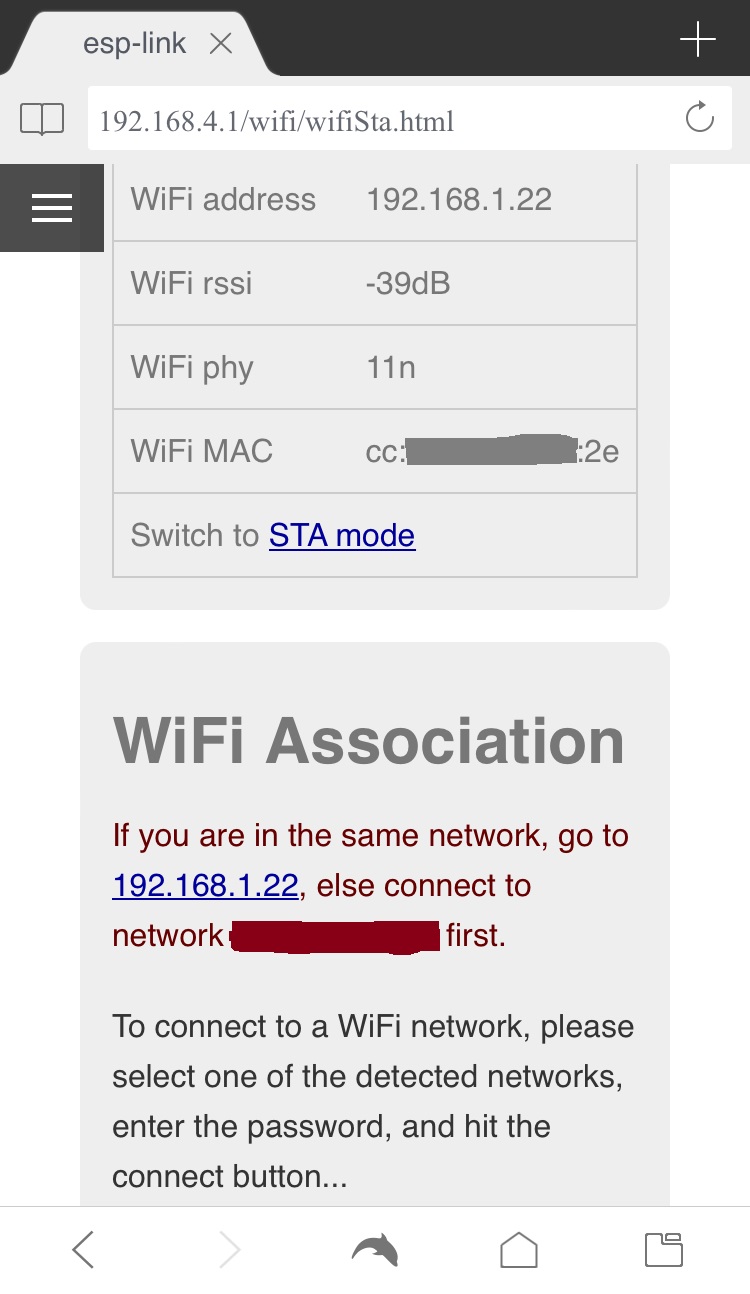 esp-link
192.168.4.1/wifi/wifiSta.html
WiFi address 192.168.1.22
WiFi rssi -39dB
WiFi phy 11n
WiFi MAC cc: :2e
Switch to STA mode
WiFi Association
If you are in the same network, go to
192.168.1.22, else connect to
network first.
To connect to a WiFi network, please
select one of the detected networks,
enter the password, and hit the
connect button...